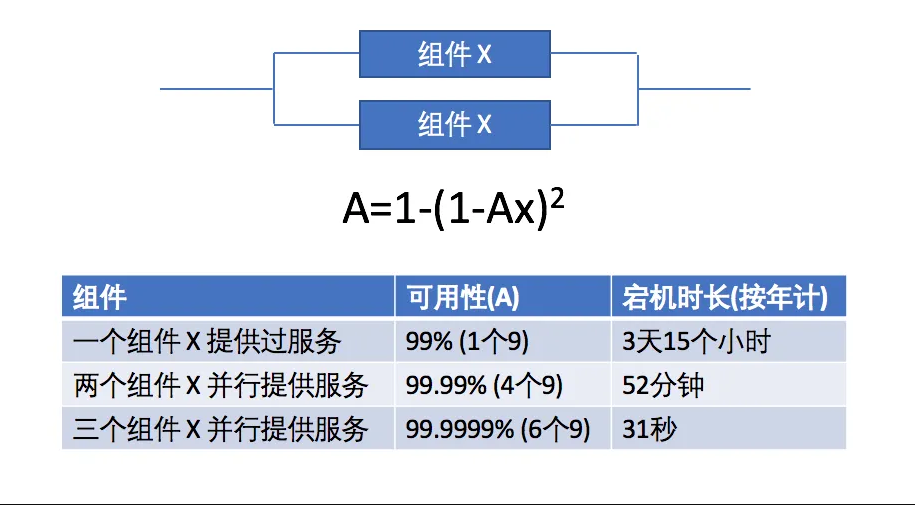 组件 X
组件 X
A=1-(1-Ax)²
组件 可用性(A) 宕机时长(按年计)
一个组件 X 提供过服务 99% (1个9) 3天15个小时
两个组件 X 并行提供服务 99.99% (4个9) 52分钟
三个组件 X 并行提供服务 99.9999% (6个9) 31秒